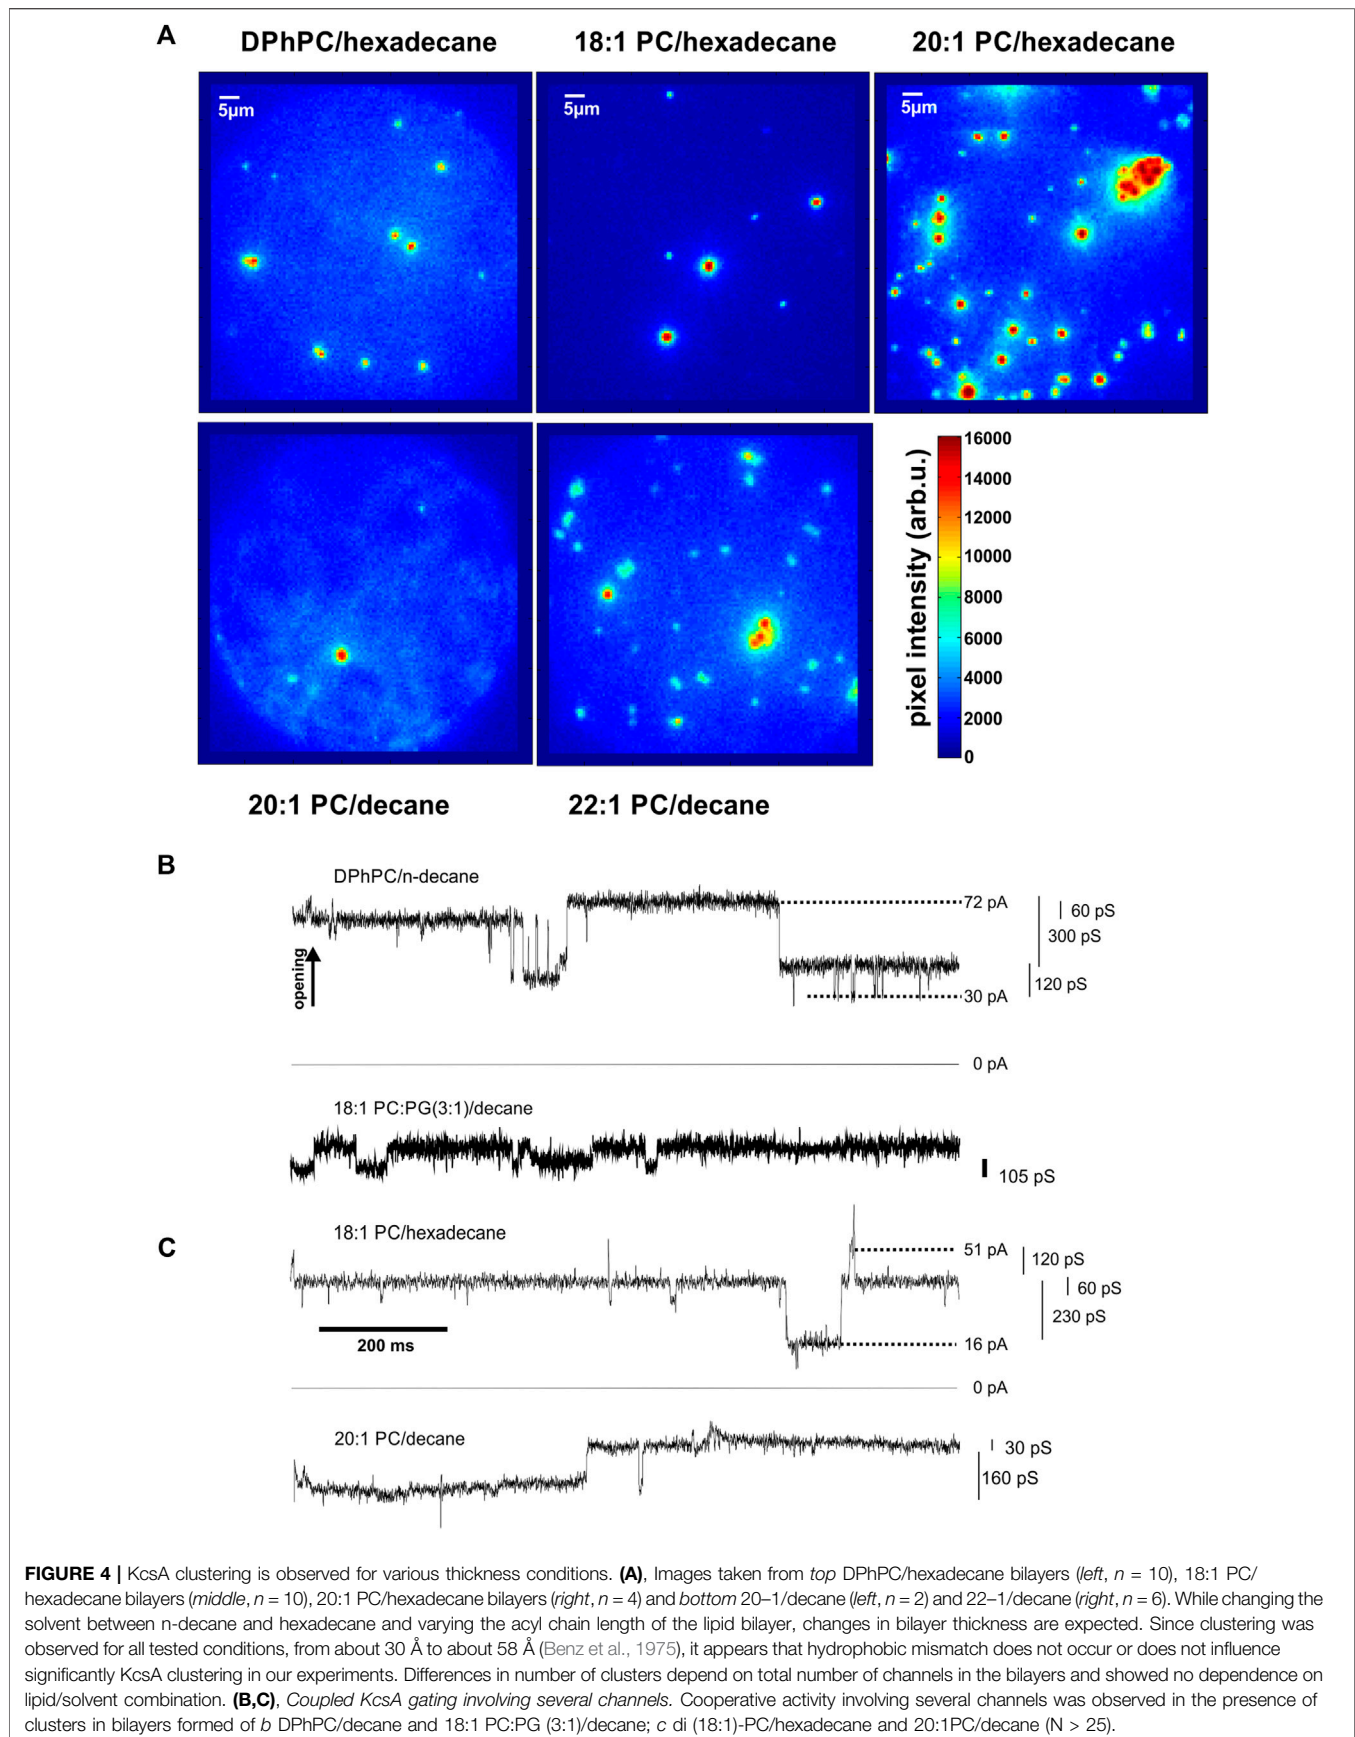 A
DPhPC/hexadecane
18:1 PC/hexadecane
20:1 PC/hexadecane
5µm
5µm
5µm
pixel intensity (arb.u.)
16000
14000
12000
10000
8000
6000
4000
2000
0
20:1 PC/decane
22:1 PC/decane
B
DPhPC/n-decane
opening
72 pA
60 pS
300 pS
120 pS
30 pA
0 pA
18:1 PC:PG(3:1)/decane
105 pS
C
18:1 PC/hexadecane
51 pA
120 pS
60 pS
230 pS
200 ms
16 pA
0 pA
20:1 PC/decane
30 pS
160 pS
FIGURE 4 | KcsA clustering is observed for various thickness conditions. (A), Images taken from top DPhPC/hexadecane bilayers (left, n = 10), 18:1 PC/
hexadecane bilayers (middle, n = 10), 20:1 PC/hexadecane bilayers (right, n = 4) and bottom 20–1/decane (left, n = 2) and 22–1/decane (right, n = 6). While changing the
solvent between n-decane and hexadecane and varying the acyl chain length of the lipid bilayer, changes in bilayer thickness are expected. Since clustering was
observed for all tested conditions, from about 30 Å to about 58 Å (Benz et al., 1975), it appears that hydrophobic mismatch does not occur or does not influence
significantly KcsA clustering in our experiments. Differences in number of clusters depend on total number of channels in the bilayers and showed no dependence on
lipid/solvent combination. (B,C), Coupled KcsA gating involving several channels. Cooperative activity involving several channels was observed in the presence of
clusters in bilayers formed of b DPhPC/decane and 18:1 PC:PG (3:1)/decane; c di (18:1)-PC/hexadecane and 20:1PC/decane (N > 25).